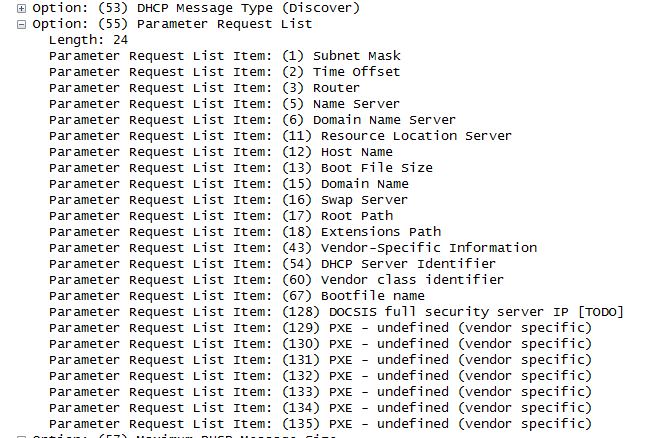 Option: (53) DHCP Message Type (Discover)
Option: (55) Parameter Request List
Length: 24
Parameter Request List Item: (1) Subnet Mask
Parameter Request List Item: (2) Time Offset
Parameter Request List Item: (3) Router
Parameter Request List Item: (5) Name Server
Parameter Request List Item: (6) Domain Name Server
Parameter Request List Item: (11) Resource Location Server
Parameter Request List Item: (12) Host Name
Parameter Request List Item: (13) Boot File Size
Parameter Request List Item: (15) Domain Name
Parameter Request List Item: (16) Swap Server
Parameter Request List Item: (17) Root Path
Parameter Request List Item: (18) Extensions Path
Parameter Request List Item: (43) Vendor-Specific Information
Parameter Request List Item: (54) DHCP Server Identifier
Parameter Request List Item: (60) Vendor class identifier
Parameter Request List Item: (67) Bootfile name
Parameter Request List Item: (128) DOCSIS full security server IP [TODO]
Parameter Request List Item: (129) PXE - undefined (vendor specific)
Parameter Request List Item: (130) PXE - undefined (vendor specific)
Parameter Request List Item: (131) PXE - undefined (vendor specific)
Parameter Request List Item: (132) PXE - undefined (vendor specific)
Parameter Request List Item: (133) PXE - undefined (vendor specific)
Parameter Request List Item: (134) PXE - undefined (vendor specific)
Parameter Request List Item: (135) PXE - undefined (vendor specific)
Option: (57) Maximum DHCP Message Size